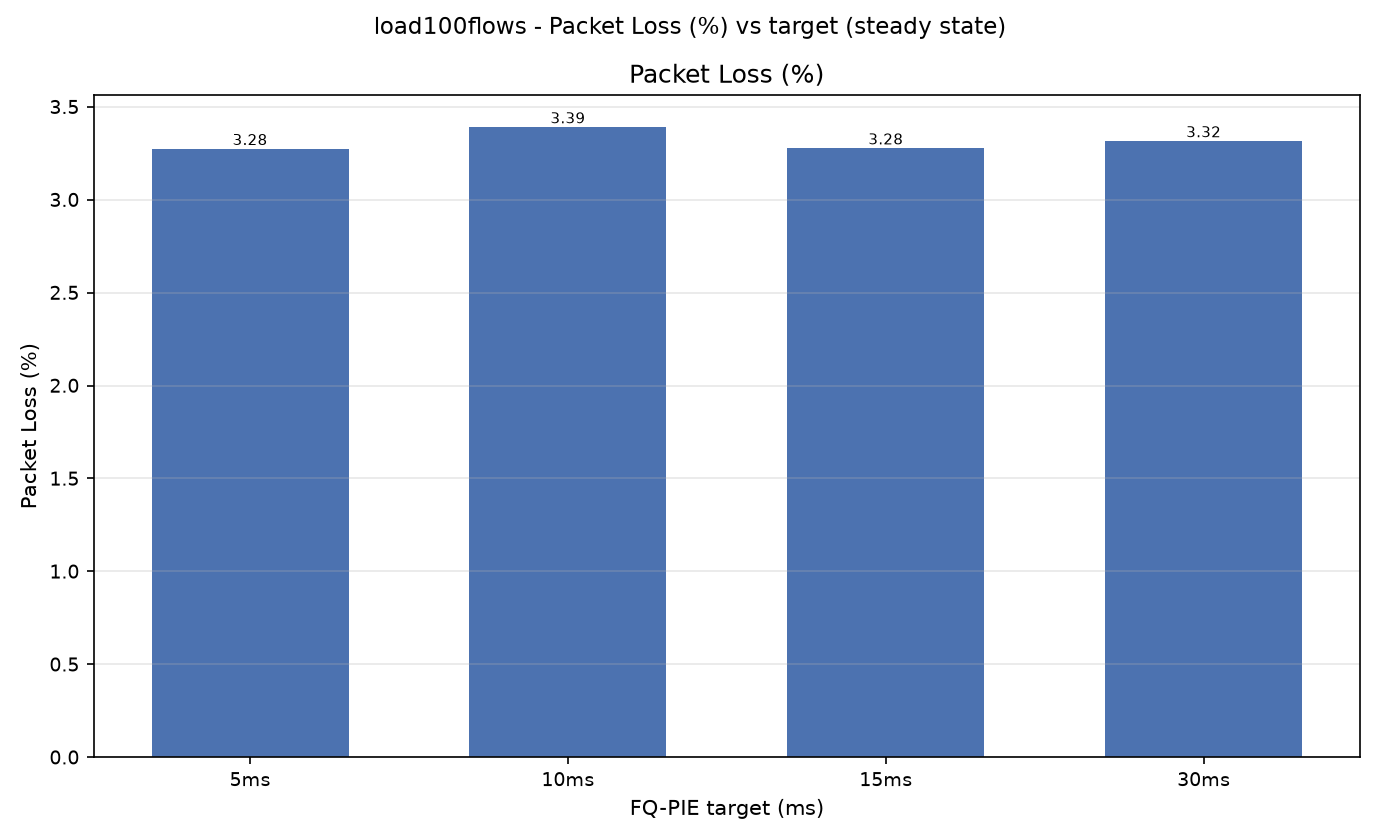 load100flows - Packet Loss (%) vs target (steady state)
Packet Loss (%)
3.5
3.0
2.5
2.0
1.5
1.0
0.5
0.0
Packet Loss (%)
3.28
3.39
3.28
3.32
5ms
10ms
15ms
30ms
FQ-PIE target (ms)